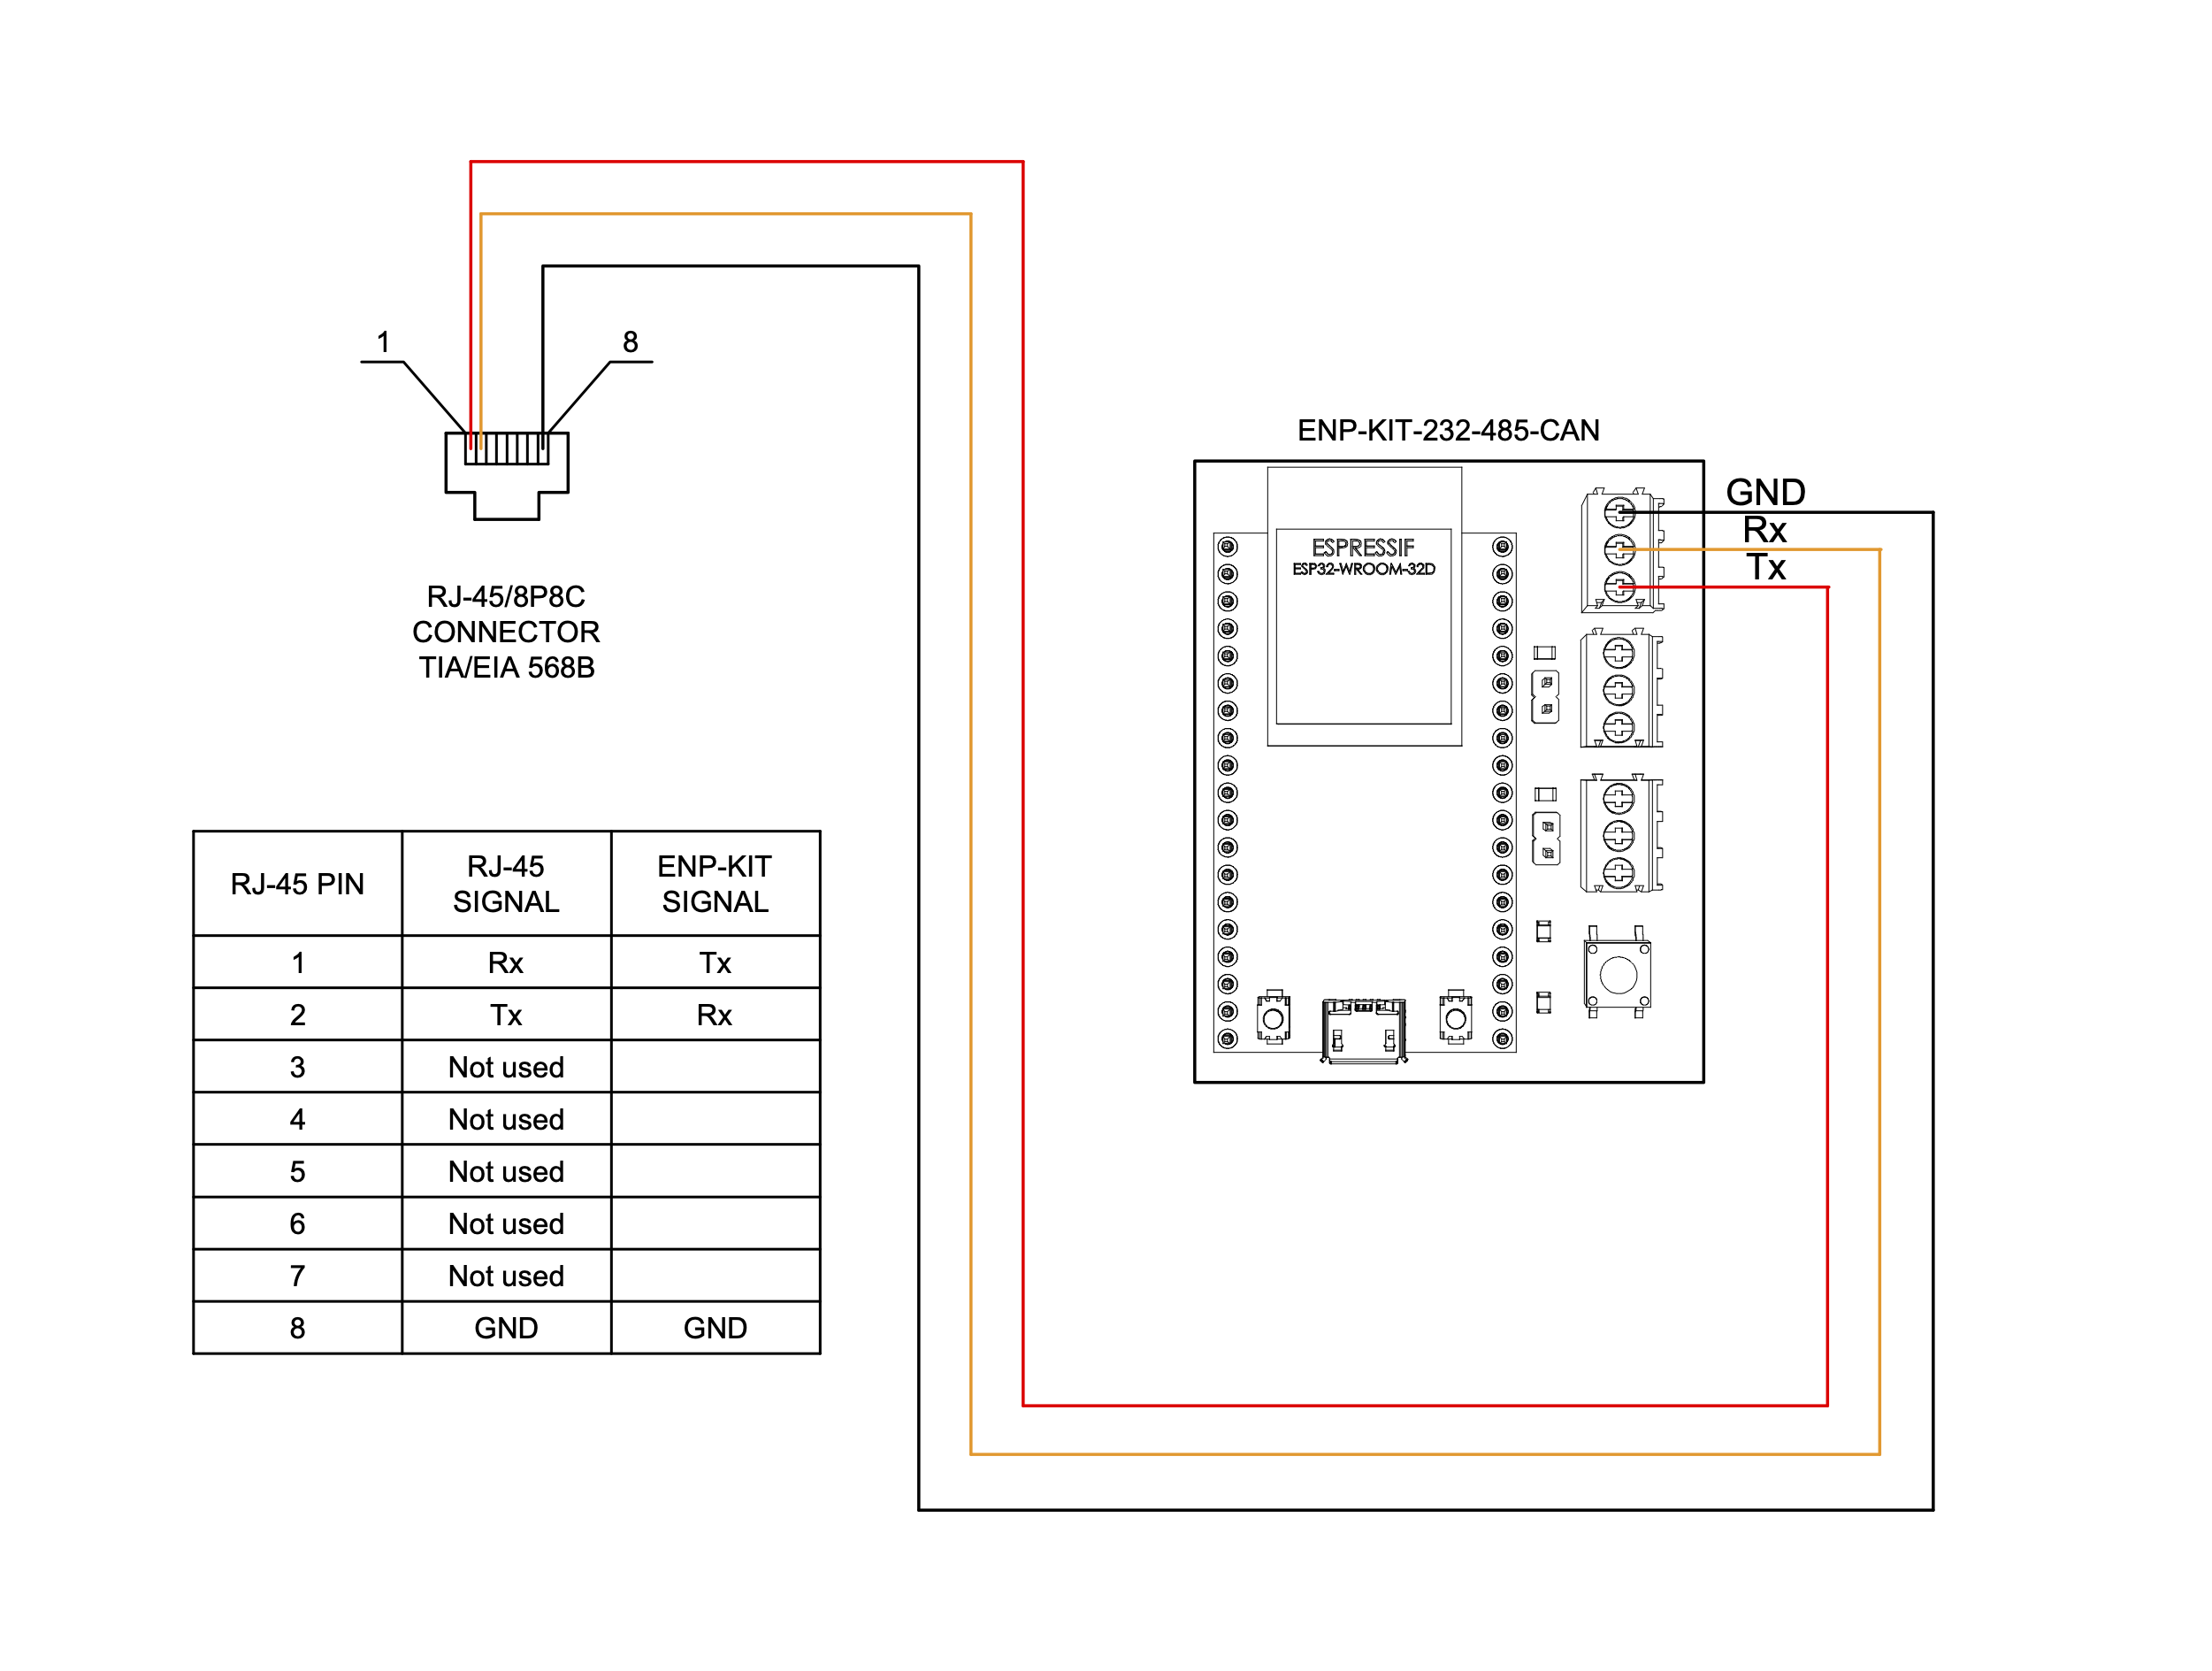 1
8
RJ-45/8P8C
CONNECTOR
TIA/EIA 568B
ENP-KIT-232-485-CAN
GND
Rx
Tx
ESPRESSIF
ESP32-WROOM-32D
RJ-45 PIN
RJ-45
SIGNAL
ENP-KIT
SIGNAL
1 Rx Tx
2 Tx Rx
3 Not used
4 Not used
5 Not used
6 Not used
7 Not used
8 GND GND